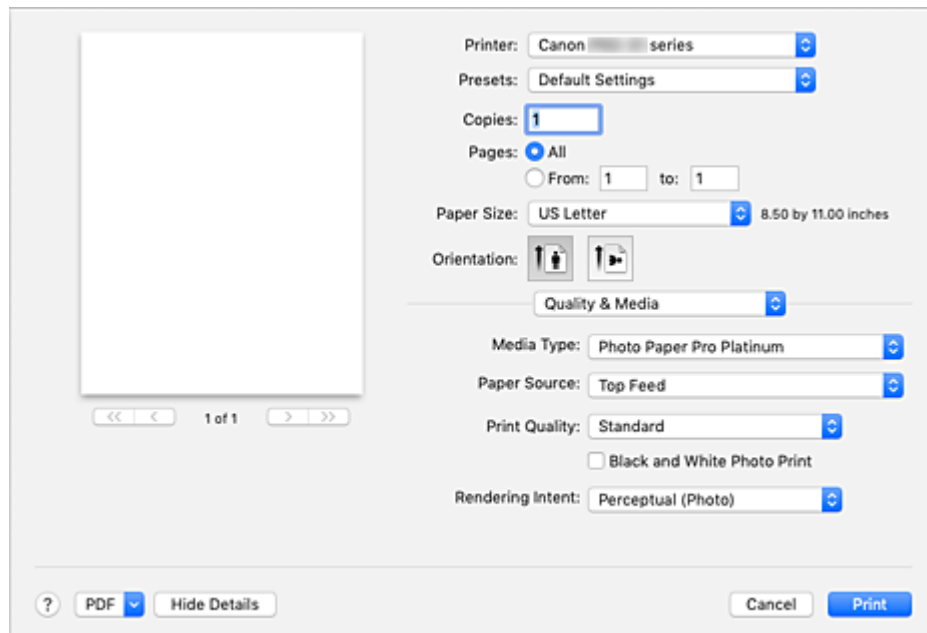 Printer: Canon series
Presets: Default Settings
Copies: 1
Pages: All
From: 1 to: 1
Paper Size: US Letter 8.50 by 11.00 inches
Orientation:
Quality & Media
Media Type: Photo Paper Pro Platinum
Paper Source: Top Feed
<< < 1 of 1 > >>
Print Quality: Standard
Black and White Photo Print
Rendering Intent: Perceptual (Photo)
? PDF Hide Details Cancel Print